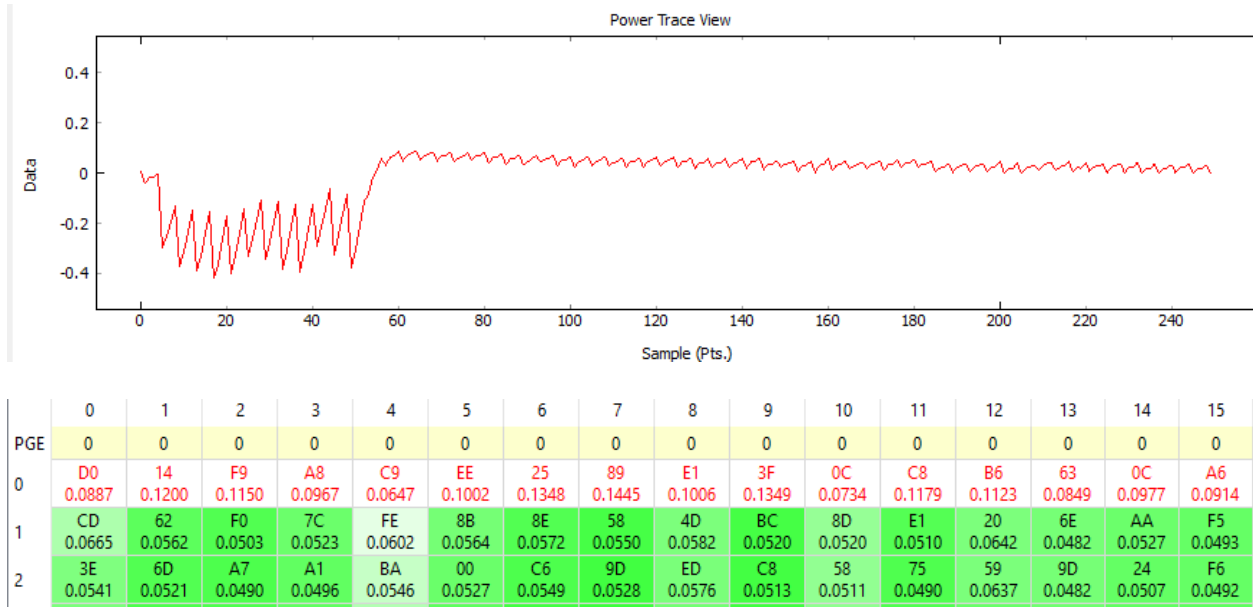 Power Trace View
0.4
0.2
0
-0.2
-0.4
Data
0 20 40 60 80 100 120 140 160 180 200 220 240
Sample (Pts.)
0 1 2 3 4 5 6 7 8 9 10 11 12 13 14 15
PGE 0 0 0 0 0 0 0 0 0 0 0 0 0 0 0 0
0 D0 14 F9 A8 C9 EE 25 89 E1 3F 0C C8 B6 63 0C A6
0.0887 0.1200 0.1150 0.0967 0.0647 0.1002 0.1348 0.1445 0.1006 0.1349 0.0734 0.1179 0.1123 0.0849 0.0977 0.0914
1 CD 62 F0 7C FE 8B 8E 58 4D BC 8D E1 20 6E AA F5
0.0665 0.0562 0.0503 0.0523 0.0602 0.0564 0.0572 0.0550 0.0582 0.0520 0.0520 0.0510 0.0642 0.0482 0.0527 0.0493
2 3E 6D A7 A1 BA 00 C6 9D ED C8 58 75 59 9D 24 F6
0.0541 0.0521 0.0490 0.0496 0.0546 0.0527 0.0549 0.0528 0.0576 0.0513 0.0511 0.0490 0.0637 0.0482 0.0507 0.0492